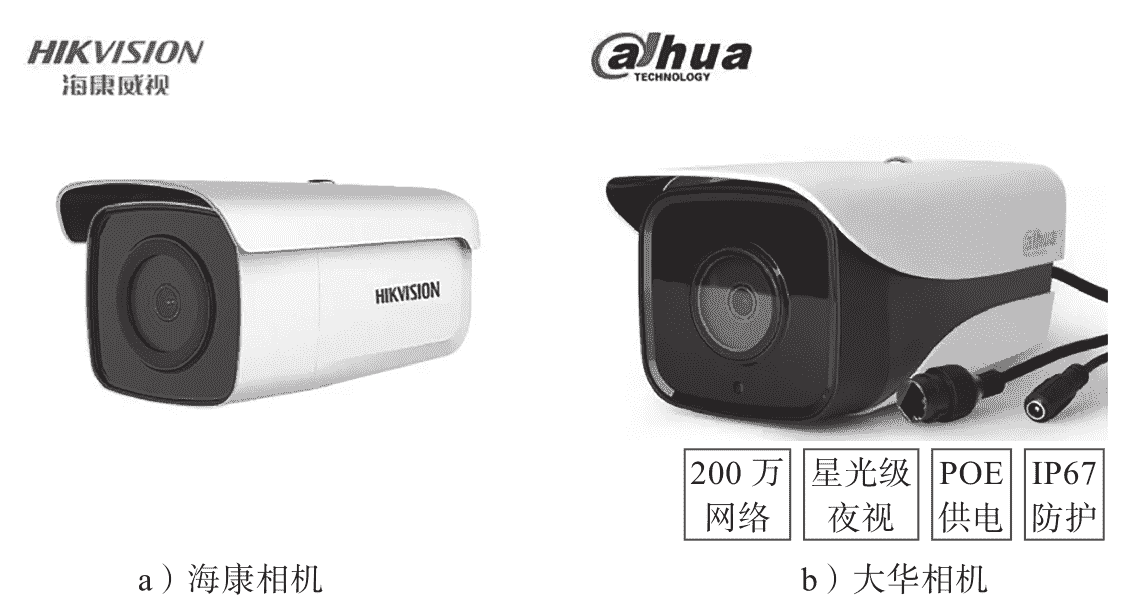 HIKVISION
海康威视
alhua
TECHNOLOGY
HIKVISION
alhua
200 万
网络
星光级
夜视
POE
供电
IP67
防护
a）海康相机
b）大华相机